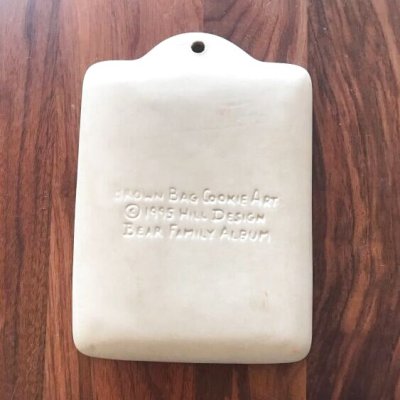 BROWN BAG COOKIE ART
© 1995 HILL DESIGN
BEAR FAMILY ALBUM